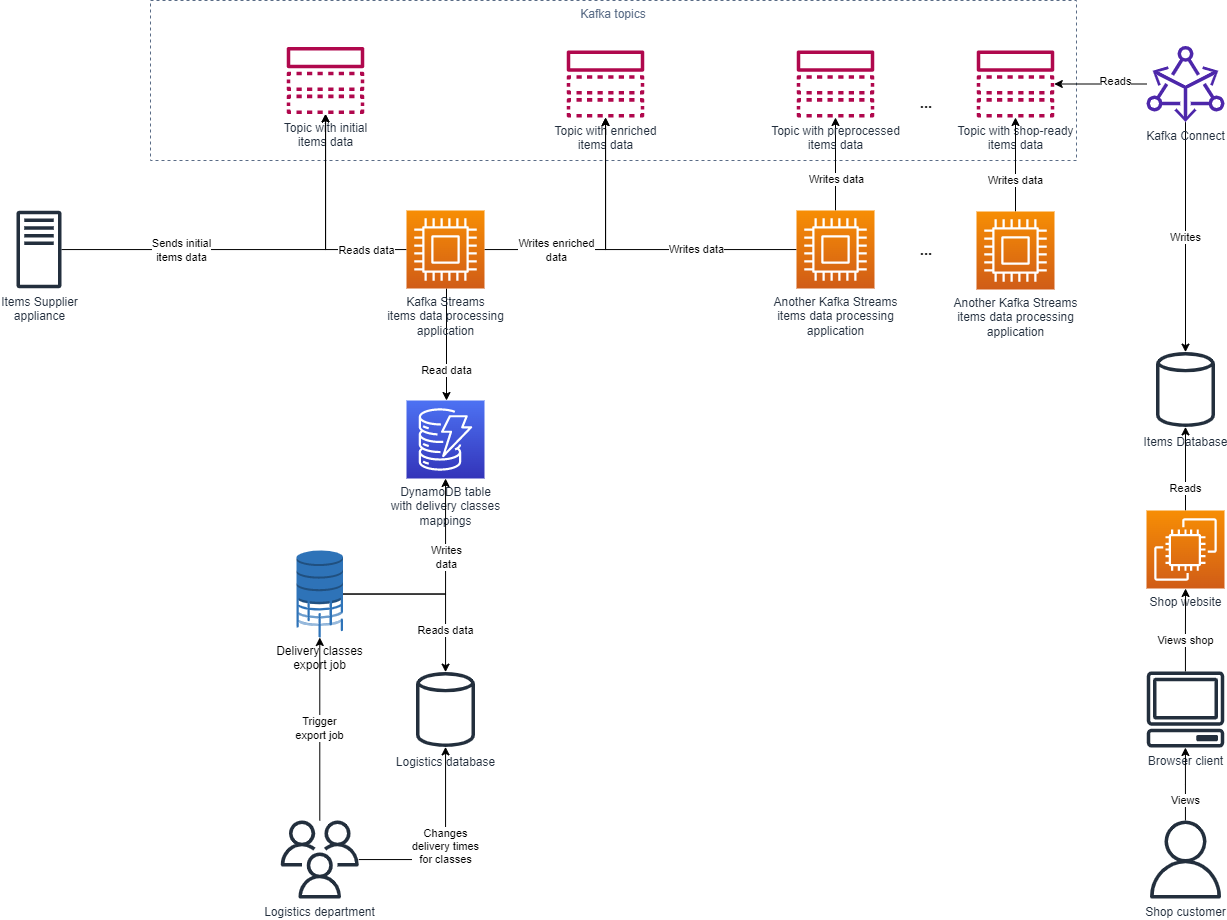 Kafka topics
Topic with initial
items data
Topic with enriched
items data
Topic with preprocessed
items data
...
Topic with shop-ready
items data
Reads
Kafka Connect
Writes data
Writes data
Sends initial
items data
Reads data
Writes enriched
data
Writes data
...
Writes
Items Supplier
appliance
Kafka Streams
items data processing
application
Another Kafka Streams
items data processing
application
Another Kafka Streams
items data processing
application
Read data
Items Database
DynamoDB table
with delivery classes
mappings
Reads
Writes
data
Shop website
Reads data
Delivery classes
export job
Views shop
Trigger
export job
Logistics database
Browser client
Views
Changes
delivery times
for classes
Logistics department
Shop customer